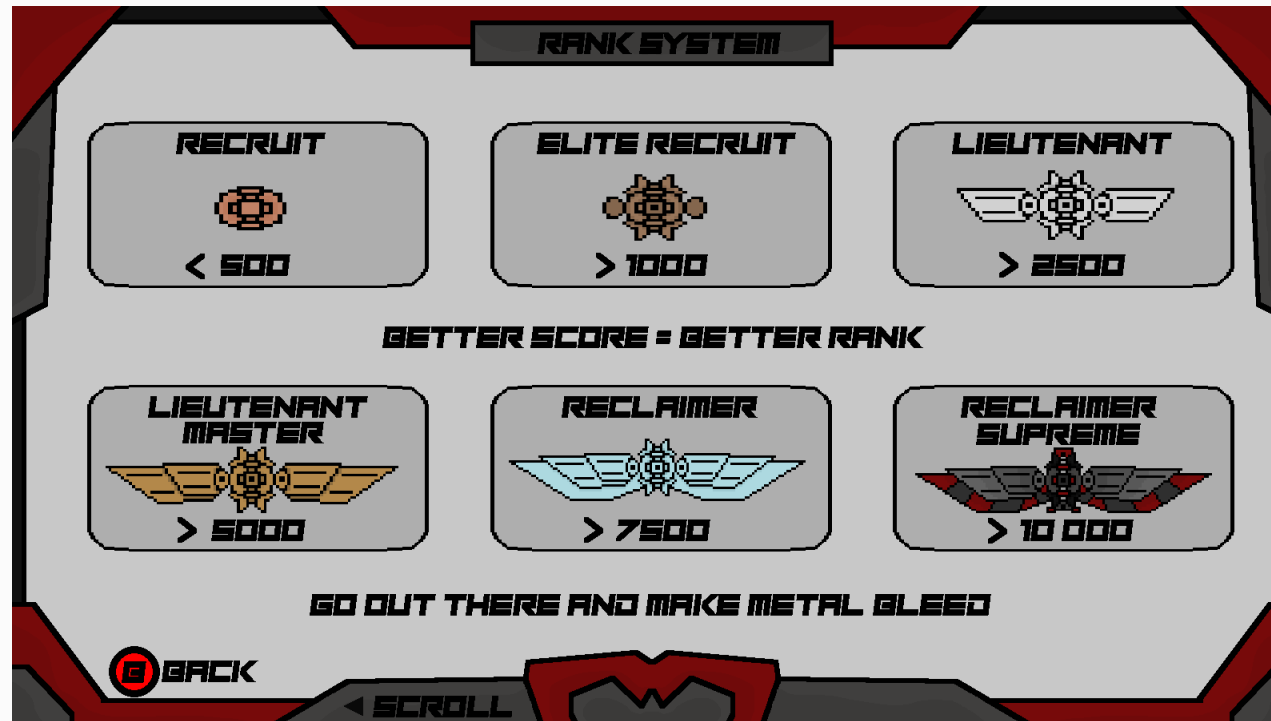 RANK SYSTEM
RECRUIT
< 500
ELITE RECRUIT
> 1000
LIEUTENANT
> 2500
BETTER SCORE = BETTER RANK
LIEUTENANT
MASTER
> 5000
RECLAIMER
> 7500
RECLAIMER
SUPREME
> 10 000
GO OUT THERE AND MAKE METAL BLEED
B BACK
◄ SCROLL